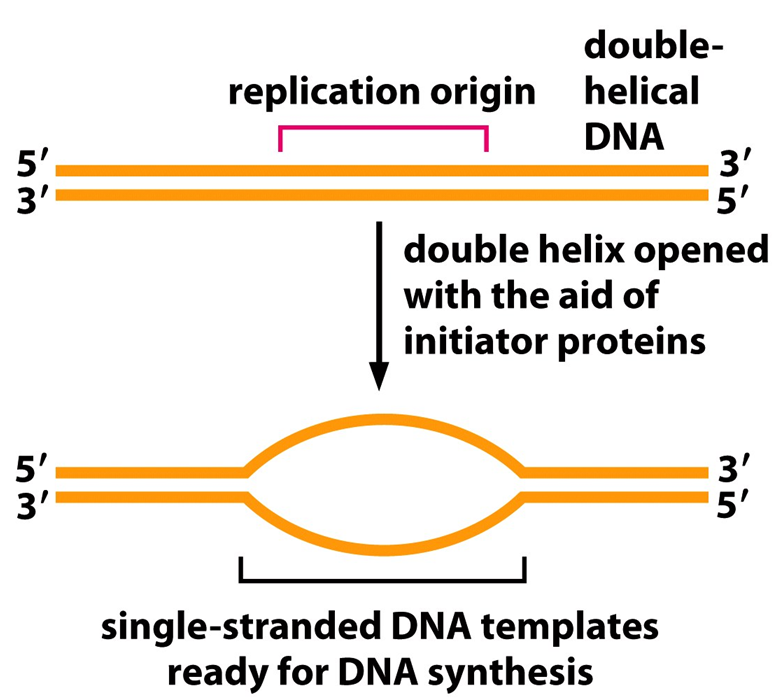 double-
helical
DNA
replication origin
5′
3′
3′
5′
double helix opened
with the aid of
initiator proteins
5′
3′
3′
5′
single-stranded DNA templates
ready for DNA synthesis